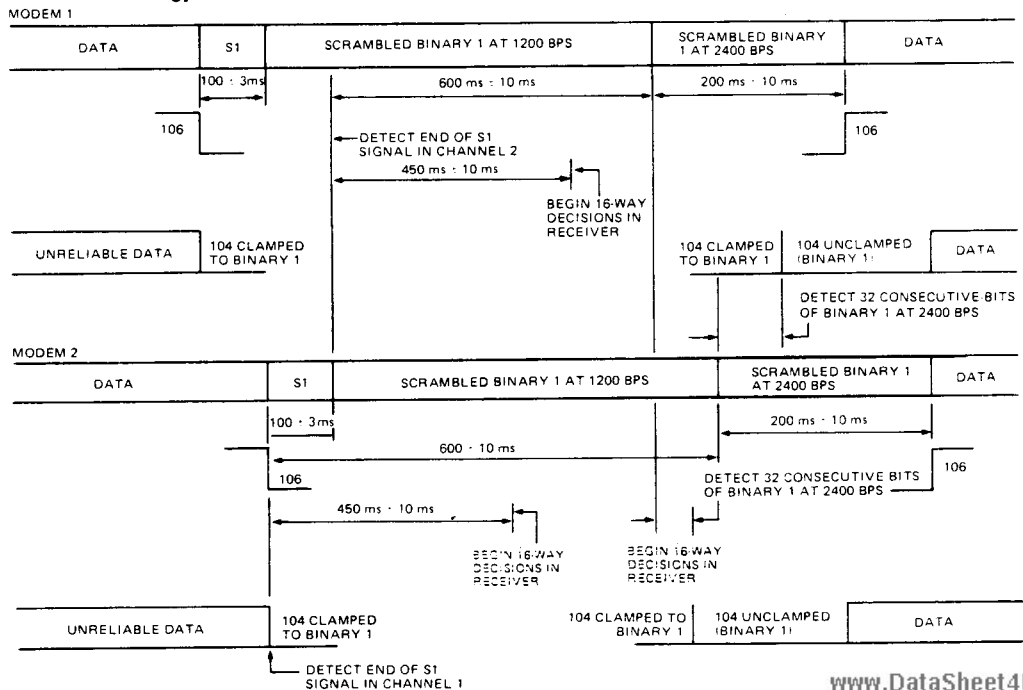 MODEM 1
DATA
S1
SCRAMBLED BINARY 1 AT 1200 BPS
SCRAMBLED BINARY
1 AT 2400 BPS
DATA
100 ± 3ms
600 ms ± 10 ms
200 ms ± 10 ms
106
106
DETECT END OF S1
SIGNAL IN CHANNEL 2
450 ms ± 10 ms
BEGIN 16-WAY
DECISIONS IN
RECEIVER
UNRELIABLE DATA
104 CLAMPED
TO BINARY 1
104 CLAMPED
TO BINARY 1
104 UNCLAMPED
(BINARY 1)
DATA
DETECT 32 CONSECUTIVE BITS
OF BINARY 1 AT 2400 BPS
MODEM 2
DATA
S1
SCRAMBLED BINARY 1 AT 1200 BPS
SCRAMBLED BINARY 1
AT 2400 BPS
DATA
100 ± 3ms
200 ms ± 10 ms
600 ± 10 ms
106
106
DETECT 32 CONSECUTIVE BITS
OF BINARY 1 AT 2400 BPS
450 ms ± 10 ms
BEGIN 16-WAY
DECISIONS IN
RECEIVER
BEGIN 16-WAY
DECISIONS IN
RECEIVER
UNRELIABLE DATA
104 CLAMPED
TO BINARY 1
104 CLAMPED TO
BINARY 1
104 UNCLAMPED
(BINARY 1)
DATA
DETECT END OF S1
SIGNAL IN CHANNEL 1
www.DataSheet4